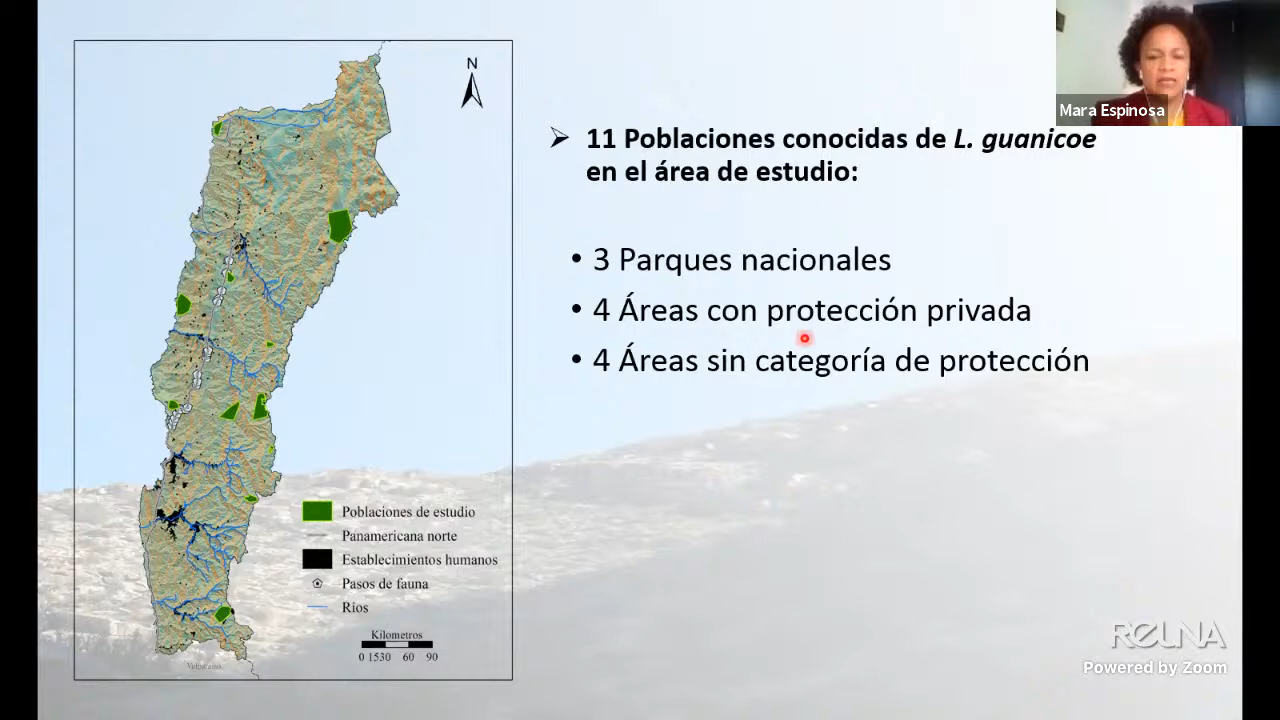 Mara Espinosa
N
11 Poblaciones conocidas de L. guanicoe
en el área de estudio:
3 Parques nacionales
4 Áreas con protección privada
4 Áreas sin categoría de protección
Poblaciones de estudio
Panamericana norte
Establecimientos humanos
Pasos de fauna
Ríos
Kilometros
0 1530 60 90
Valparaíso
REUNA
Powered by Zoom